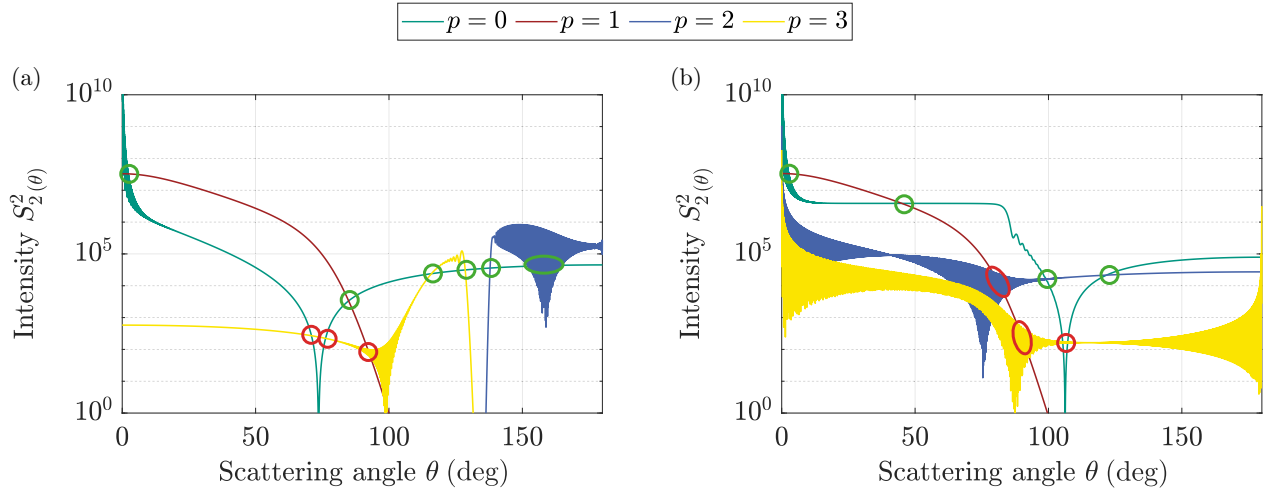 p = 0 p = 1 p = 2 p = 3
(a)
10^10
10^5
10^0
Intensity S_2^2(θ)
0 50 100 150
Scattering angle θ (deg)
(b)
10^10
10^5
10^0
Intensity S_2^2(θ)
0 50 100 150
Scattering angle θ (deg)